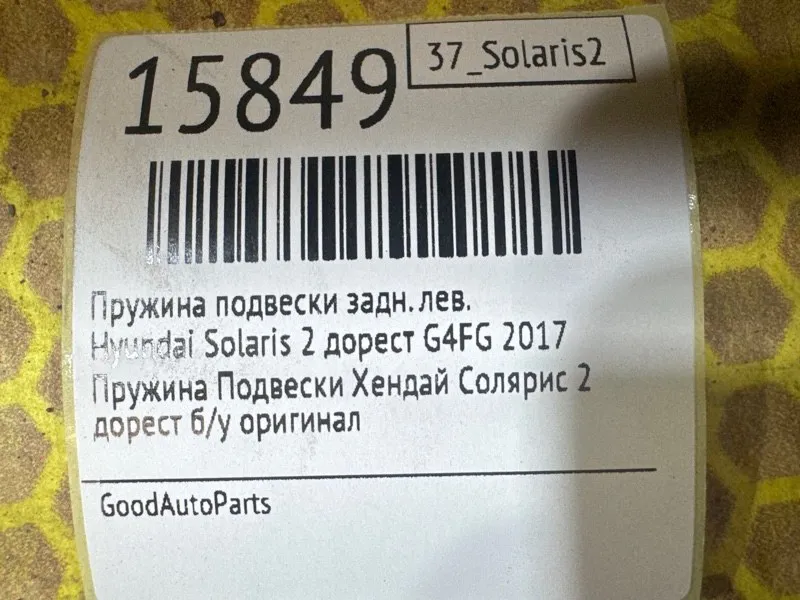 15849
37_Solaris2
Пружина подвески задн.лев.
Hyundai Solaris 2 дорест G4FG 2017
Пружина Подвески Хендай Солярис 2
дорест б/у оригинал
GoodAutoParts